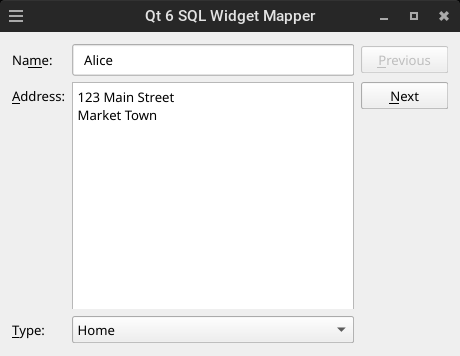 Qt 6 SQL Widget Mapper
Name: Alice Previous
Address: 123 Main Street Next
Market Town
Type: Home